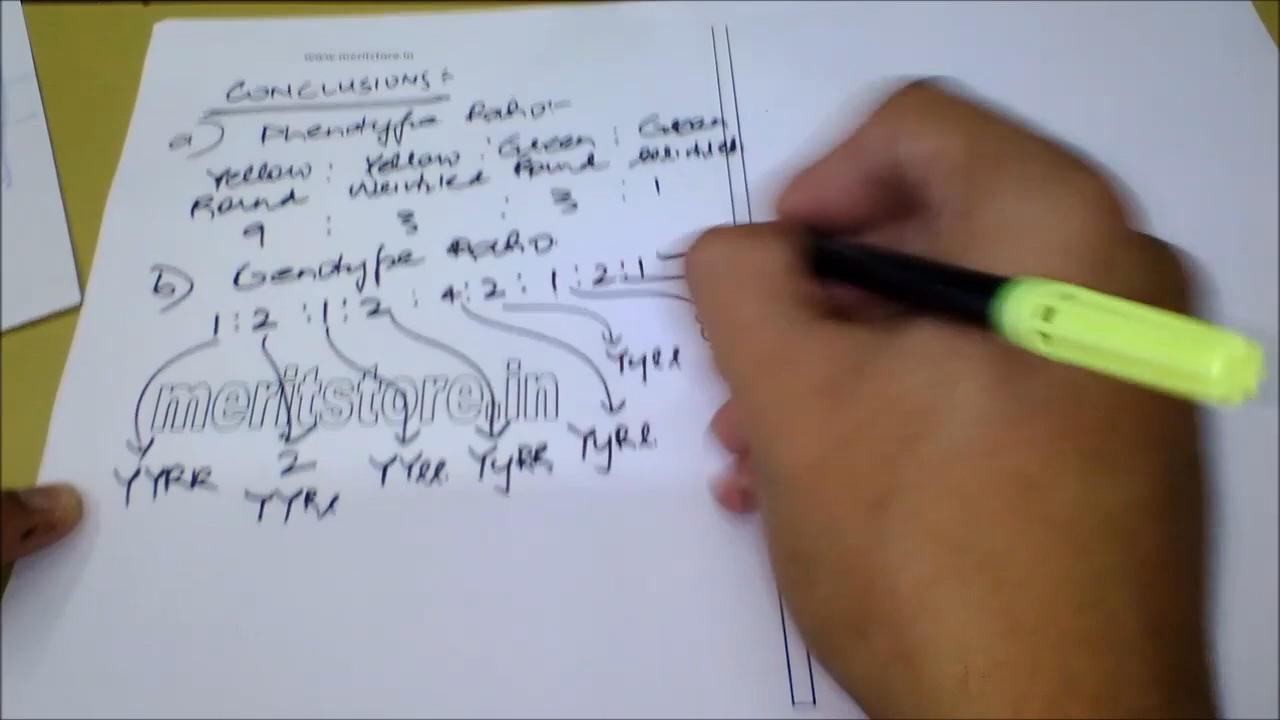 www.meritstore.in
CONCLUSIONS:
a) Phenotype Ratio:-
Yellow : Yellow : Green : Green
Round Wrinkled Round Wrinkled
9 : 3 : 3 : 1
b) Genotype Ratio
1 : 2 : 1 : 2 : 4 : 2 : 1 : 2 : 1
Yyrr
meritstore.in
YYRR 2 YYrr YyRR YyRr
YYRr